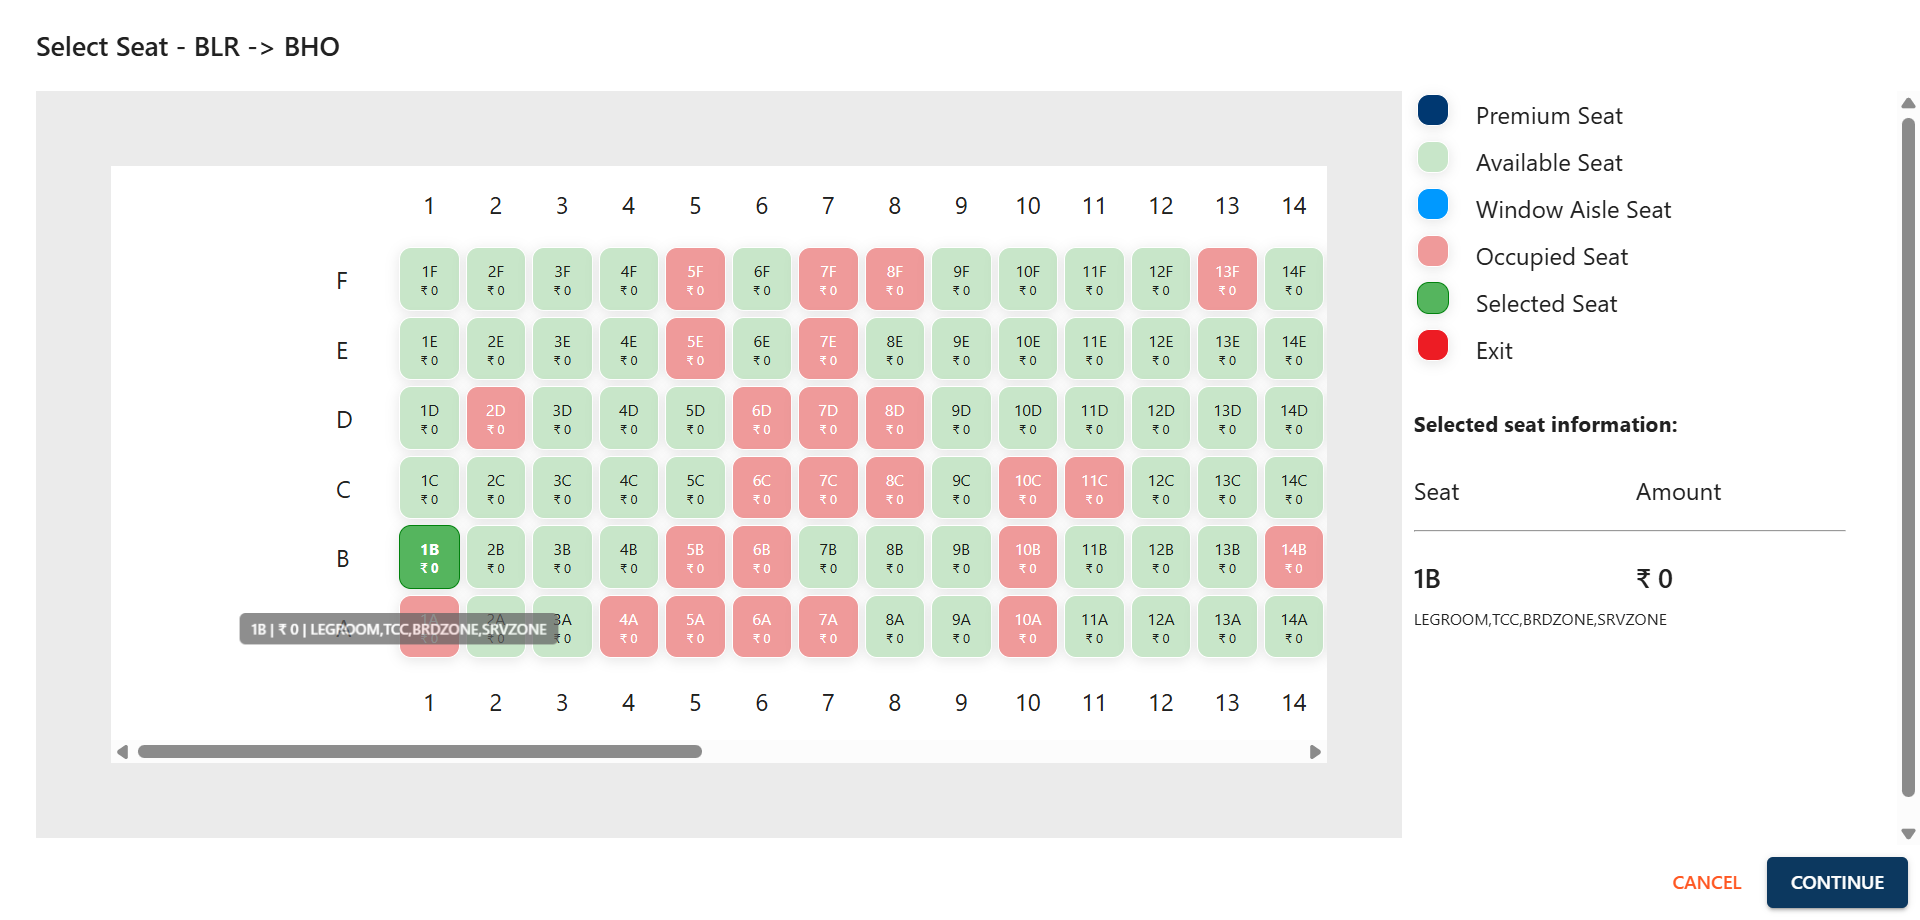 Select Seat - BLR -> BHO
1 2 3 4 5 6 7 8 9 10 11 12 13 14
F 1F 2F 3F 4F 5F 6F 7F 8F 9F 10F 11F 12F 13F 14F
₹ 0 ₹ 0 ₹ 0 ₹ 0 ₹ 0 ₹ 0 ₹ 0 ₹ 0 ₹ 0 ₹ 0 ₹ 0 ₹ 0 ₹ 0 ₹ 0
E 1E 2E 3E 4E 5E 6E 7E 8E 9E 10E 11E 12E 13E 14E
₹ 0 ₹ 0 ₹ 0 ₹ 0 ₹ 0 ₹ 0 ₹ 0 ₹ 0 ₹ 0 ₹ 0 ₹ 0 ₹ 0 ₹ 0 ₹ 0
D 1D 2D 3D 4D 5D 6D 7D 8D 9D 10D 11D 12D 13D 14D
₹ 0 ₹ 0 ₹ 0 ₹ 0 ₹ 0 ₹ 0 ₹ 0 ₹ 0 ₹ 0 ₹ 0 ₹ 0 ₹ 0 ₹ 0 ₹ 0
C 1C 2C 3C 4C 5C 6C 7C 8C 9C 10C 11C 12C 13C 14C
₹ 0 ₹ 0 ₹ 0 ₹ 0 ₹ 0 ₹ 0 ₹ 0 ₹ 0 ₹ 0 ₹ 0 ₹ 0 ₹ 0 ₹ 0 ₹ 0
B 1B 2B 3B 4B 5B 6B 7B 8B 9B 10B 11B 12B 13B 14B
₹ 0 ₹ 0 ₹ 0 ₹ 0 ₹ 0 ₹ 0 ₹ 0 ₹ 0 ₹ 0 ₹ 0 ₹ 0 ₹ 0 ₹ 0 ₹ 0
A 1A 2A 3A 4A 5A 6A 7A 8A 9A 10A 11A 12A 13A 14A
₹ 0 ₹ 0 ₹ 0 ₹ 0 ₹ 0 ₹ 0 ₹ 0 ₹ 0 ₹ 0 ₹ 0 ₹ 0 ₹ 0 ₹ 0 ₹ 0
1B | ₹ 0 | LEGROOM,TCC,BRDZONE,SRVZONE
1 2 3 4 5 6 7 8 9 10 11 12 13 14
Premium Seat
Available Seat
Window Aisle Seat
Occupied Seat
Selected Seat
Exit
Selected seat information:
Seat Amount
1B ₹ 0
LEGROOM,TCC,BRDZONE,SRVZONE
CANCEL CONTINUE